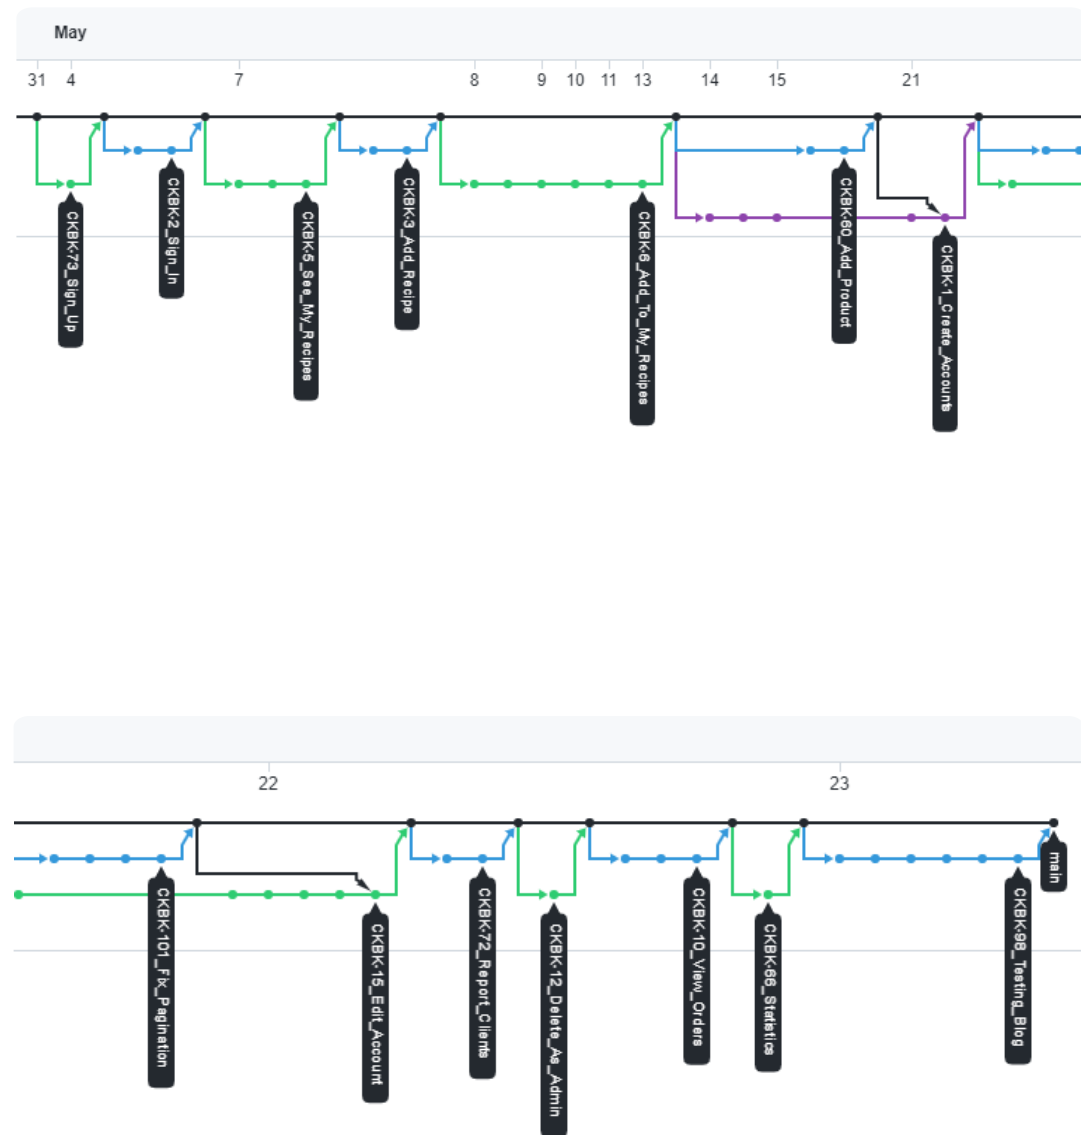 May
31 4 7 8 9 10 11 13 14 15 21
CKBK-73_Sign_Up
CKBK-2_Sign_In
CKBK-5_See_My_Recipes
CKBK-3_Add_Recipe
CKBK-6_Add_To_My_Recipes
CKBK-60_Add_Product
CKBK-1_Create_Accounts
22 23
CKBK-101_Fix_Pagination
CKBK-15_Edit_Account
CKBK-72_Report_Clients
CKBK-12_Delete_As_Admin
CKBK-10_View_Orders
CKBK-66_Statistics
CKBK-98_Testing_Blog
main